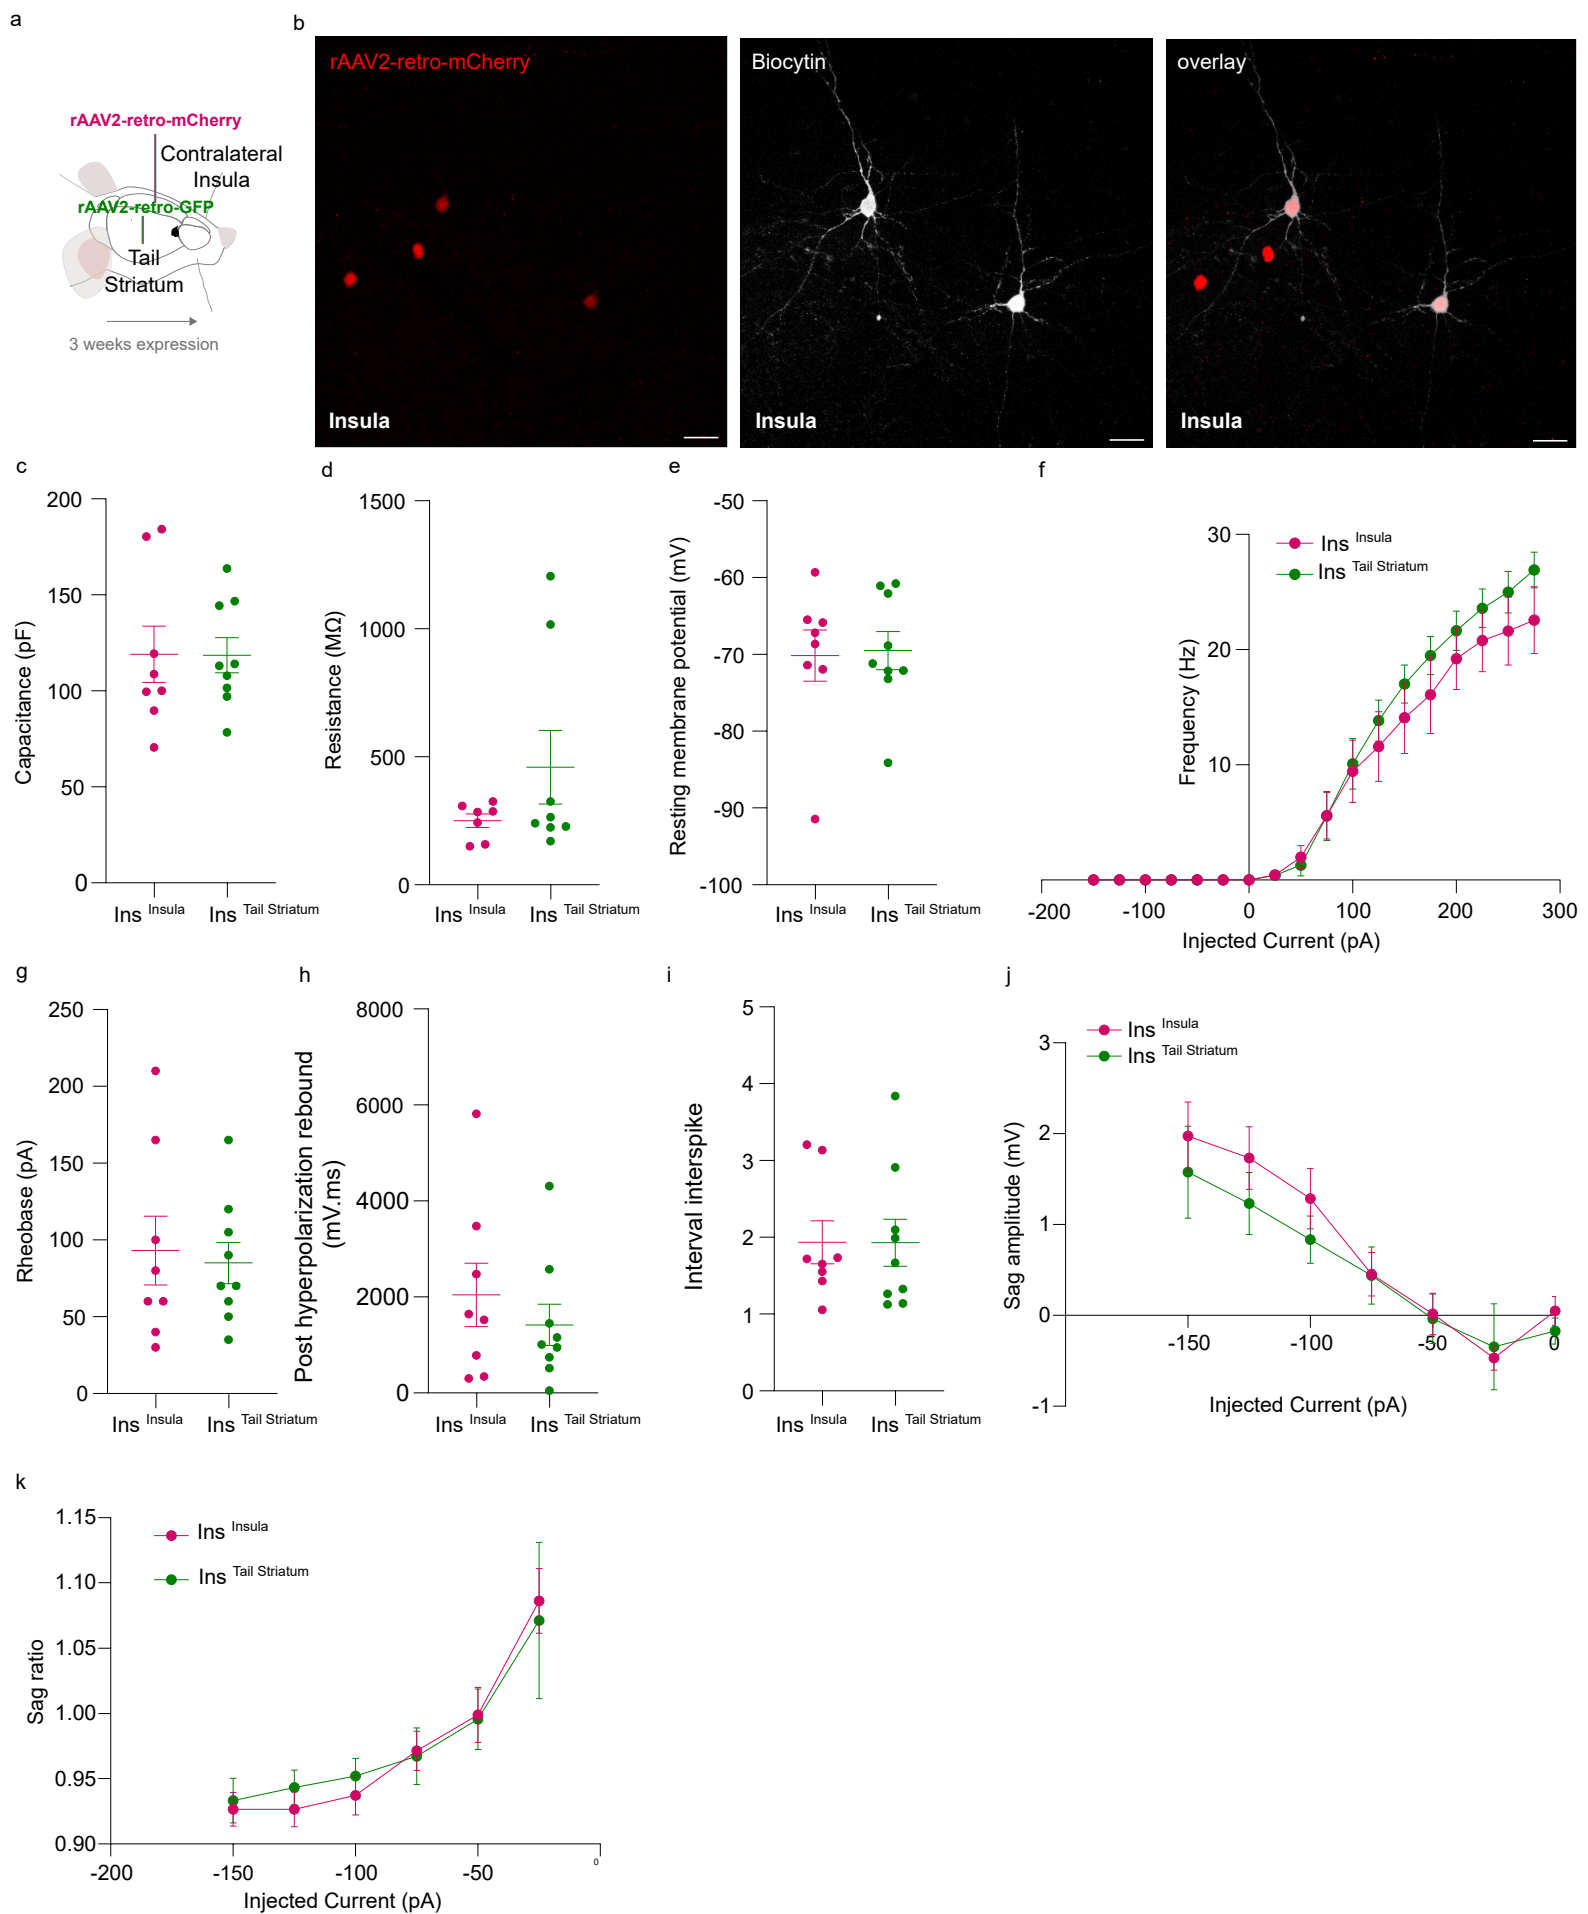 a
rAAV2-retro-mCherry
Contralateral
Insula
rAAV2-retro-GFP
Tail
Striatum
3 weeks expression
b
rAAV2-retro-mCherry
Insula
Biocytin
Insula
overlay
Insula
c
Capacitance (pF)
200
150
100
50
0
Ins Insula
Ins Tail Striatum
d
Resistance (MΩ)
1500
1000
500
0
Ins Insula
Ins Tail Striatum
e
Resting membrane potential (mV)
-50
-60
-70
-80
-90
-100
Ins Insula
Ins Tail Striatum
f
Ins Insula
Ins Tail Striatum
Frequency (Hz)
30
20
10
-200
-100
0
100
200
300
Injected Current (pA)
g
Rheobase (pA)
250
200
150
100
50
0
Ins Insula
Ins Tail Striatum
h
Post hyperpolarization rebound
(mV.ms)
8000
6000
4000
2000
0
Ins Insula
Ins Tail Striatum
i
Interval interspike
5
4
3
2
1
0
Ins Insula
Ins Tail Striatum
j
Ins Insula
Ins Tail Striatum
Sag amplitude (mV)
3
2
1
0
-1
-150
-100
-50
0
Injected Current (pA)
k
Ins Insula
Ins Tail Striatum
Sag ratio
1.15
1.10
1.05
1.00
0.95
0.90
-200
-150
-100
-50
0
Injected Current (pA)